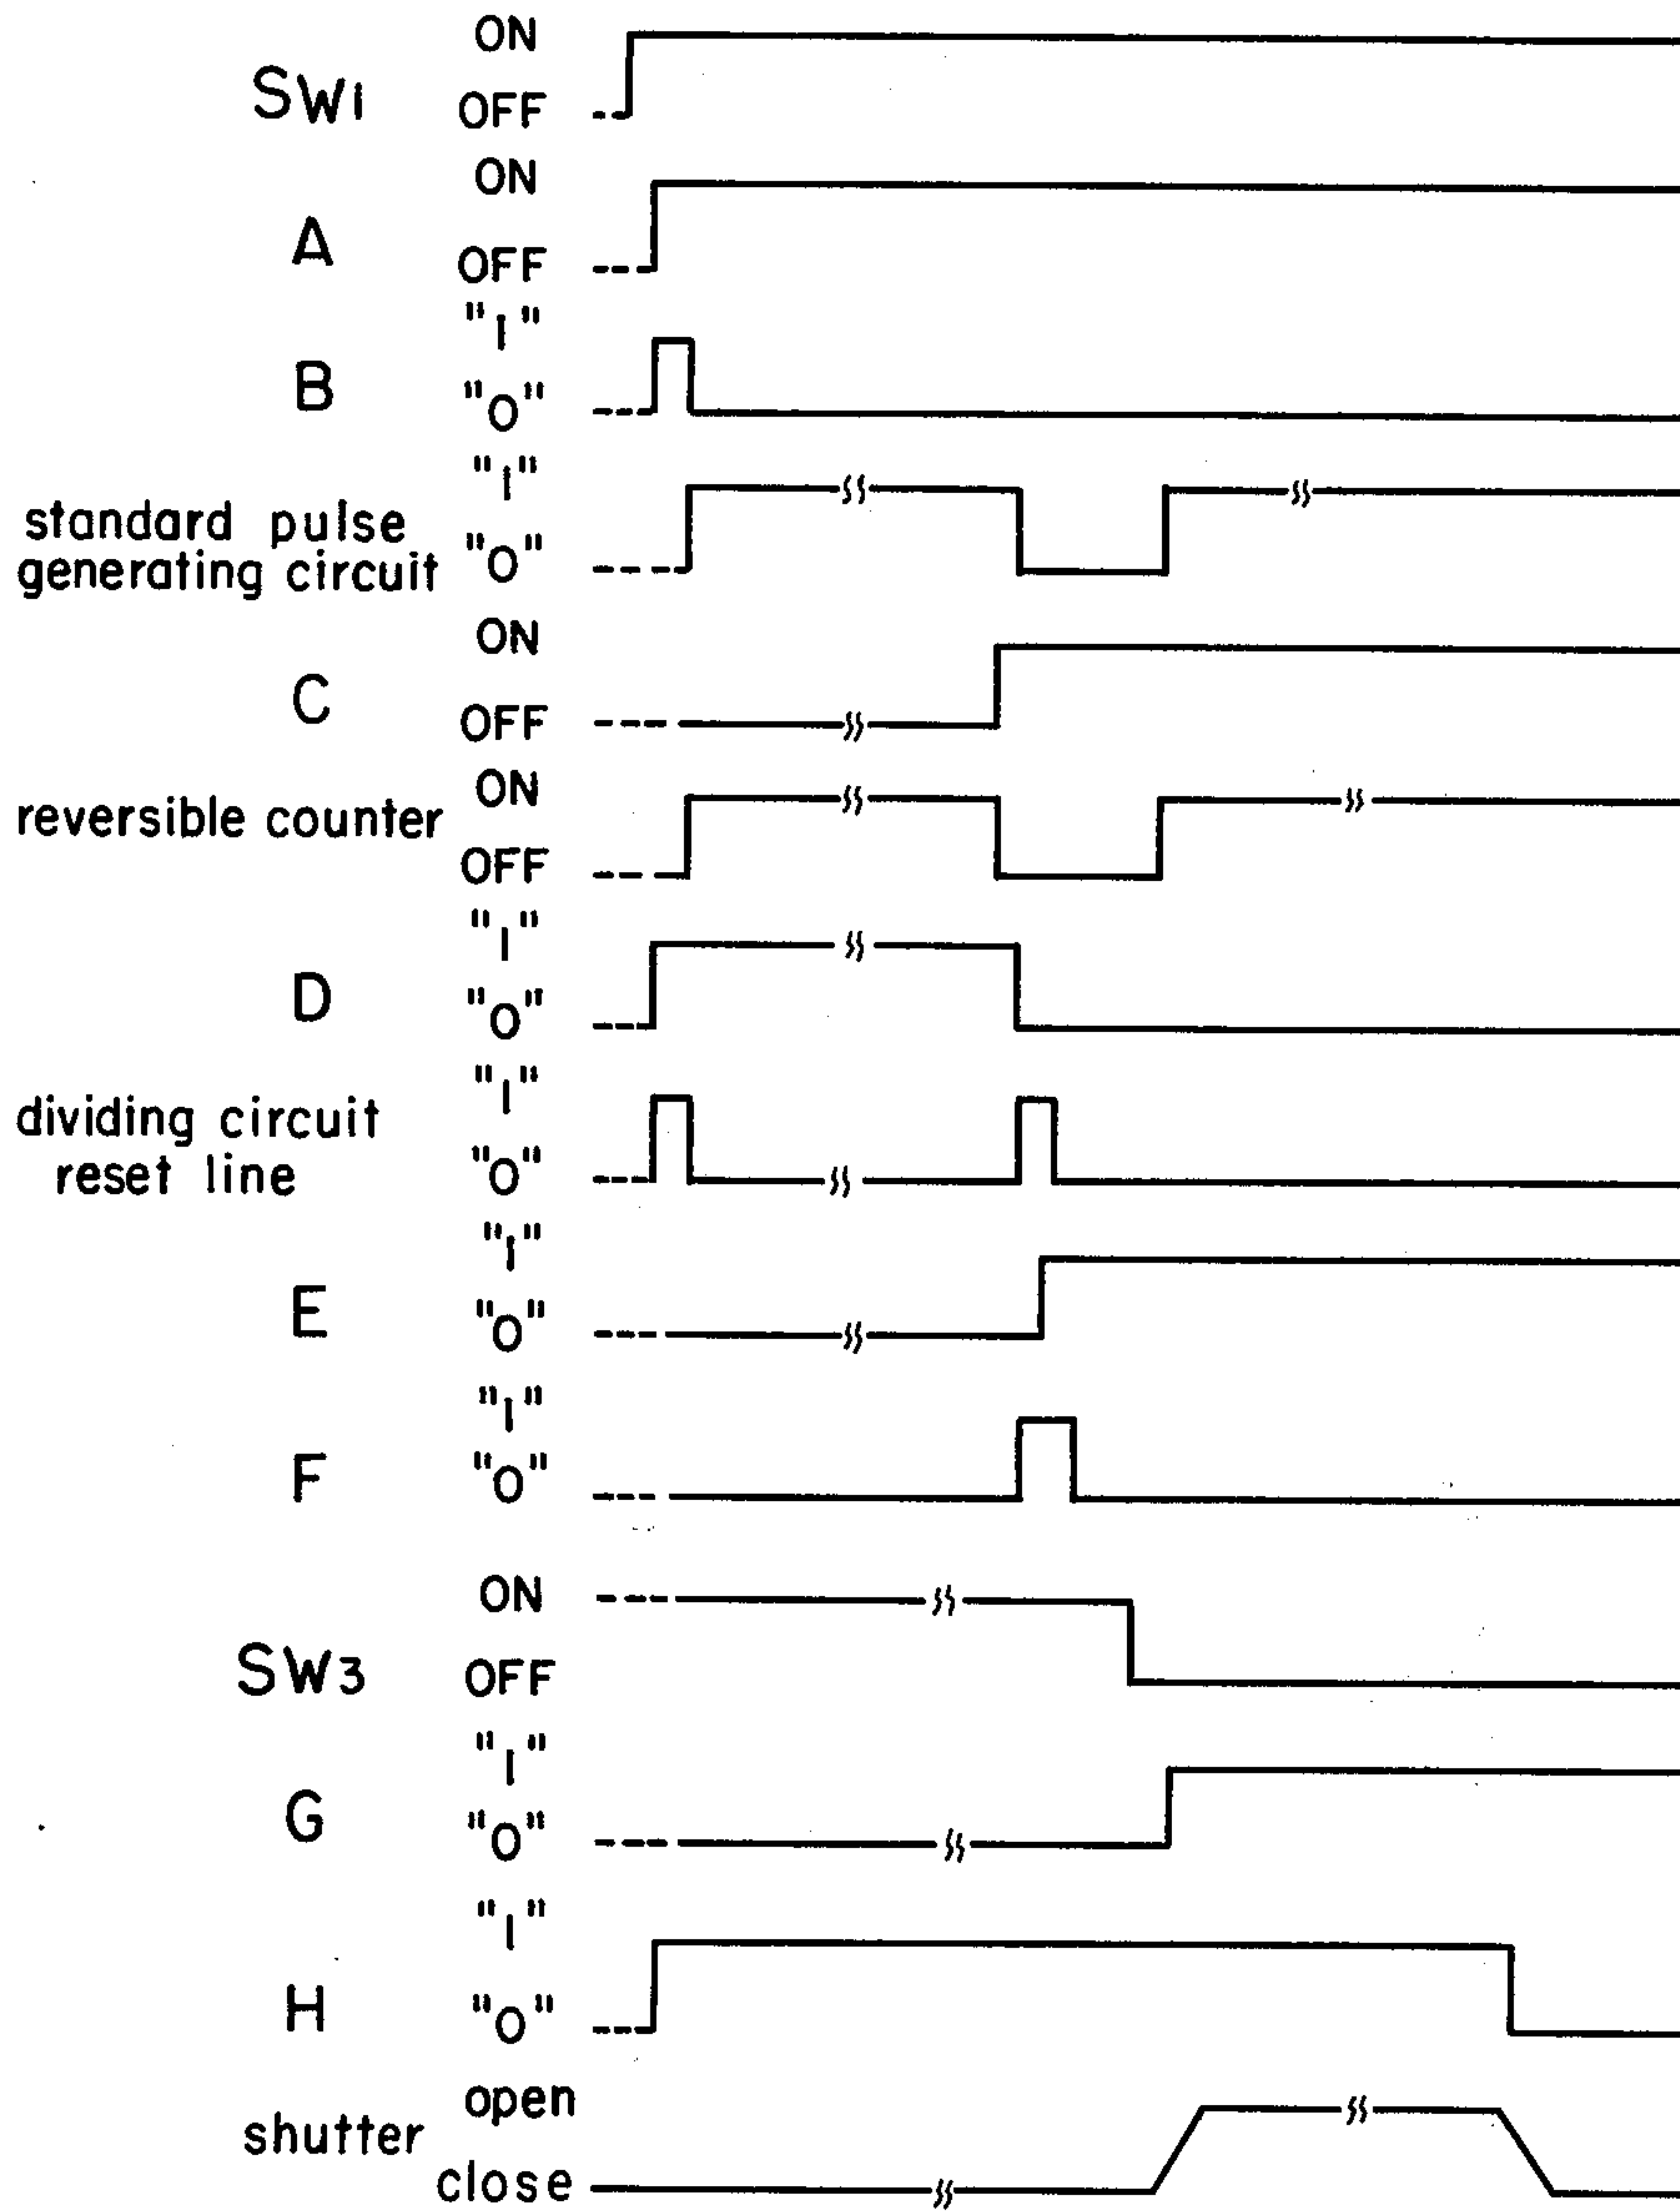 ON
SW1
OFF
ON
A
OFF
"1"
B
"0"
"1"
standard pulse
generating circuit
"0"
ON
C
OFF
ON
reversible counter
OFF
"1"
D
"0"
"1"
dividing circuit
reset line
"0"
"1"
E
"0"
"1"
F
"0"
ON
SW3
OFF
"1"
G
"0"
"1"
H
"0"
open
shutter
close